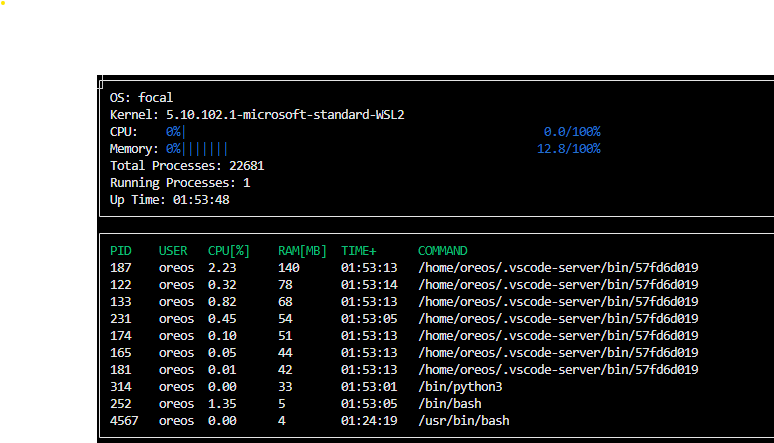 OS: focal
Kernel: 5.10.102.1-microsoft-standard-WSL2
CPU: 0%| 0.0/100%
Memory: 0%||||||| 12.8/100%
Total Processes: 22681
Running Processes: 1
Up Time: 01:53:48
PID USER CPU[%] RAM[MB] TIME+ COMMAND
187 oreos 2.23 140 01:53:13 /home/oreos/.vscode-server/bin/57fd6d019
122 oreos 0.32 78 01:53:14 /home/oreos/.vscode-server/bin/57fd6d019
133 oreos 0.82 68 01:53:13 /home/oreos/.vscode-server/bin/57fd6d019
231 oreos 0.45 54 01:53:05 /home/oreos/.vscode-server/bin/57fd6d019
174 oreos 0.10 51 01:53:13 /home/oreos/.vscode-server/bin/57fd6d019
165 oreos 0.05 44 01:53:13 /home/oreos/.vscode-server/bin/57fd6d019
181 oreos 0.01 42 01:53:13 /home/oreos/.vscode-server/bin/57fd6d019
314 oreos 0.00 33 01:53:01 /bin/python3
252 oreos 1.35 5 01:53:05 /bin/bash
4567 oreos 0.00 4 01:24:19 /usr/bin/bash